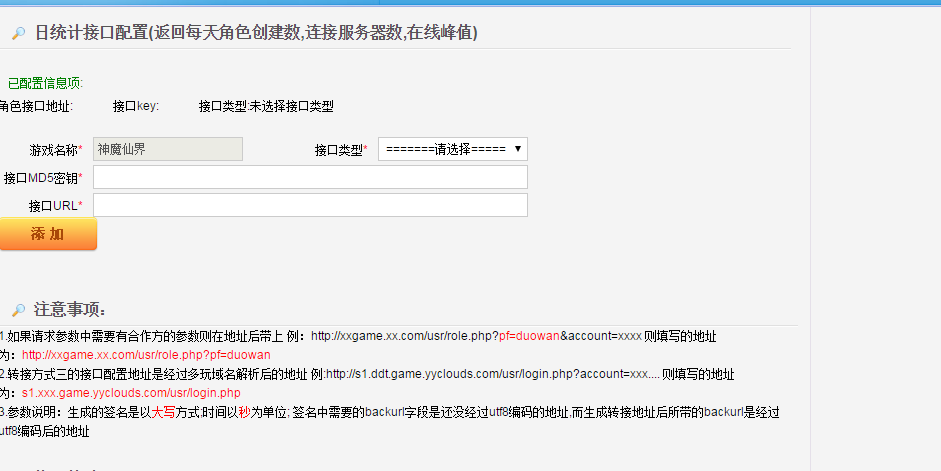 日统计接口配置(返回每天角色创建数,连接服务器数,在线峰值)
已配置信息项:
角色接口地址: 接口key: 接口类型:未选择接口类型
游戏名称* 神魔仙界 接口类型* =======请选择===== ▼
接口MD5密钥*
接口URL*
添 加
注意事项:
1.如果请求参数中需要有合作方的参数则在地址后带上 例：http://xxgame.xx.com/usr/role.php?pf=duowan&account=xxxx 则填写的地址
为：http://xxgame.xx.com/usr/role.php?pf=duowan
2.转接方式三的接口配置地址是经过多玩域名解析后的地址 例:http://s1.ddt.game.yyclouds.com/usr/login.php?account=xxx.... 则填写的地址
为：s1.xxx.game.yyclouds.com/usr/login.php
3.参数说明：生成的签名是以大写方式;时间以秒为单位; 签名中需要的backurl字段是还没经过utf8编码的地址,而生成转接地址后所带的backurl是经过
utf8编码后的地址